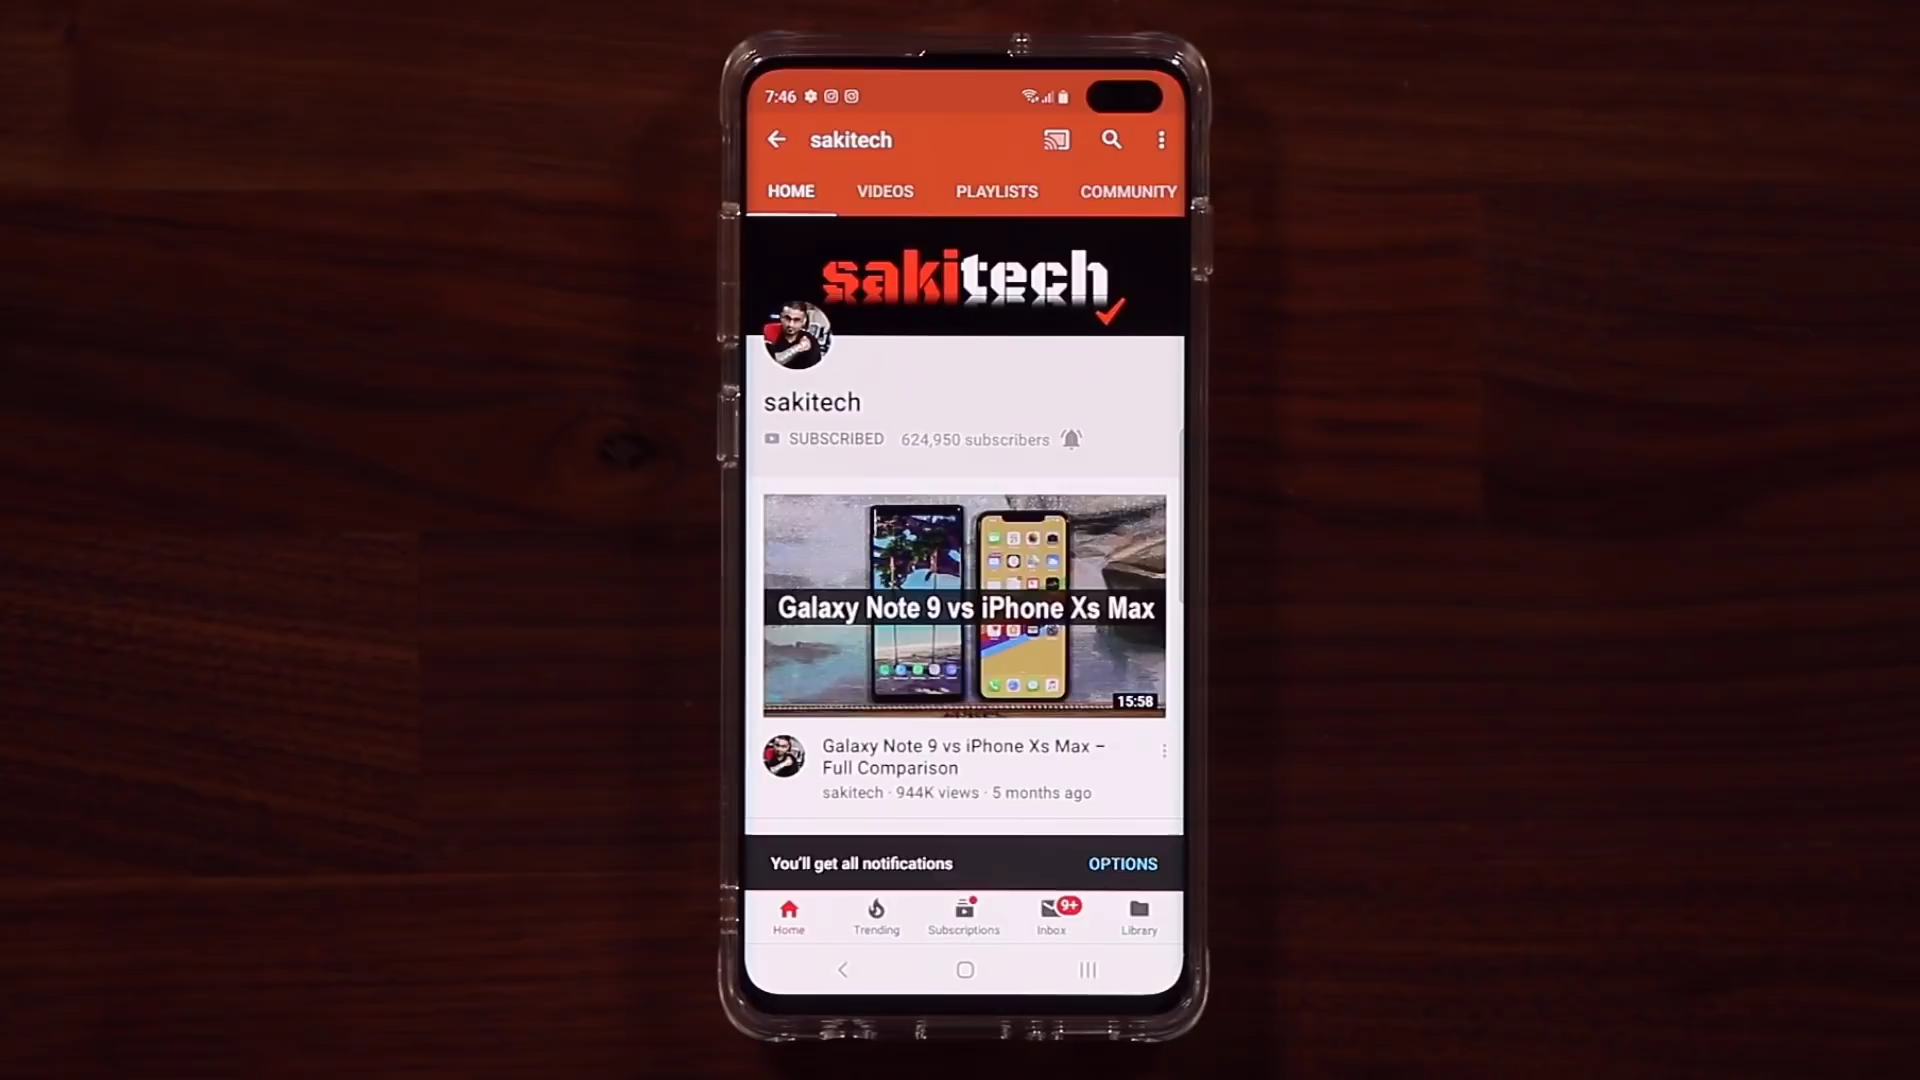 7:46
sakitech
HOME VIDEOS PLAYLISTS COMMUNITY
sakitech
sakitech
SUBSCRIBED 624,950 subscribers
Galaxy Note 9 vs iPhone Xs Max
15:58
Galaxy Note 9 vs iPhone Xs Max –
Full Comparison
sakitech · 944K views · 5 months ago
You'll get all notifications OPTIONS
9+
Home Trending Subscriptions Inbox Library